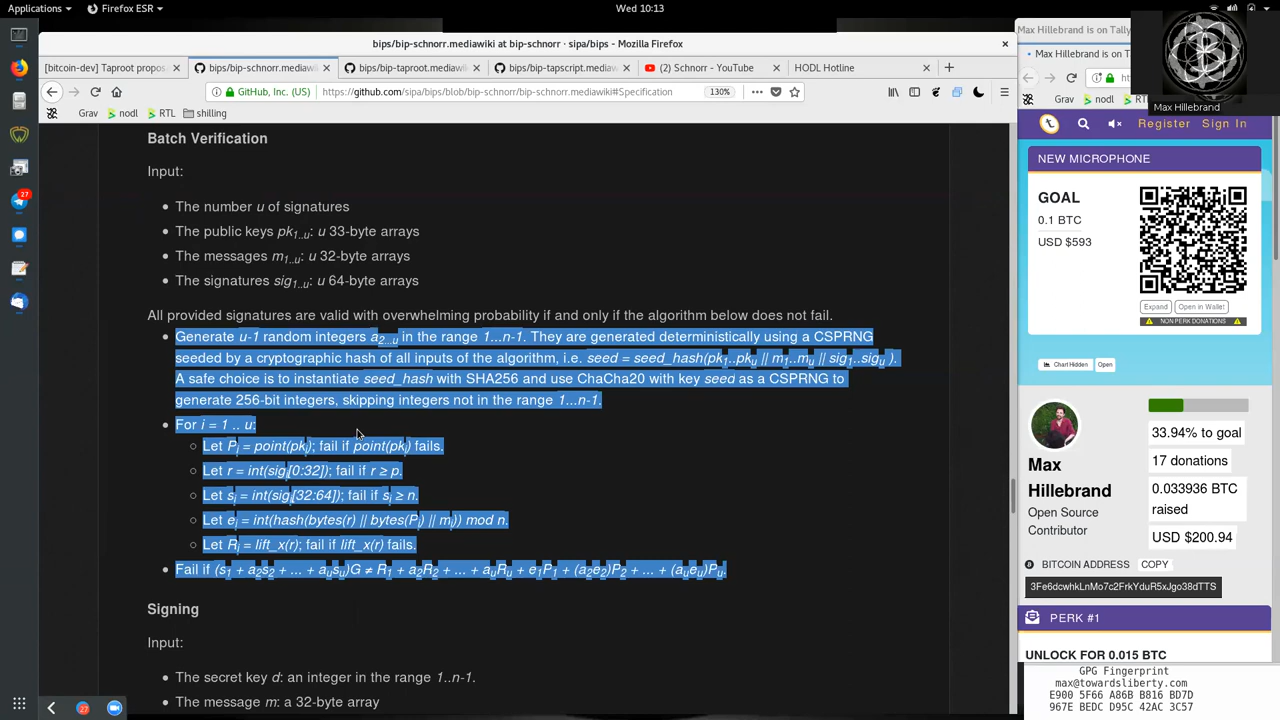 Applications
Firefox ESR
Wed 10:13
bips/bip-schnorr.mediawiki at bip-schnorr · sipa/bips - Mozilla Firefox
[bitcoin-dev] Taproot propos
bips/bip-schnorr.mediawi
bips/bip-taproot.mediaw
bips/bip-tapscript.mediaw
(2) Schnorr - YouTube
HODL Hotline
GitHub, Inc. (US)
https://github.com/sipa/bips/blob/bip-schnorr/bip-schnorr.mediawiki#Specification
130%
Grav
nodl
RTL
shilling
Batch Verification
Input:
The number u of signatures
The public keys pk1..u: u 33-byte arrays
The messages m1..u: u 32-byte arrays
The signatures sig1..u: u 64-byte arrays
All provided signatures are valid with overwhelming probability if and only if the algorithm below does not fail.
Generate u-1 random integers a2...u in the range 1...n-1. They are generated deterministically using a CSPRNG
seeded by a cryptographic hash of all inputs of the algorithm, i.e. seed = seed_hash(pk1..pku || m1..mu || sig1..sigu ).
A safe choice is to instantiate seed_hash with SHA256 and use ChaCha20 with key seed as a CSPRNG to
generate 256-bit integers, skipping integers not in the range 1...n-1.
For i = 1 .. u:
Let Pi = point(pki); fail if point(pki) fails.
Let r = int(sigi[0:32]); fail if r ≥ p.
Let si = int(sigi[32:64]); fail if si ≥ n.
Let ei = int(hash(bytes(r) || bytes(Pi) || mi)) mod n.
Let Ri = lift_x(r); fail if lift_x(r) fails.
Fail if (s1 + a2s2 + ... + ausu)G ≠ R1 + a2R2 + ... + auRu + e1P1 + (a2e2)P2 + ... + (aueu)Pu.
Signing
Input:
The secret key d: an integer in the range 1..n-1.
The message m: a 32-byte array
27
27
Max Hillebrand is on Tally
Max Hillebrand is on Tal
Max Hillebrand
Grav
nodl
Register
Sign In
NEW MICROPHONE
GOAL
0.1 BTC
USD $593
Expand
Open in Wallet
NON PERK DONATIONS
Chart Hidden
Open
33.94% to goal
17 donations
0.033936 BTC
raised
USD $200.94
Max
Hillebrand
Open Source
Contributor
BITCOIN ADDRESS
COPY
3Fe6dcwhkLnMo7c2FrkYduR5xJgo38dTTS
PERK #1
UNLOCK FOR 0.015 BTC
GPG Fingerprint
max@towardsliberty.com
E900 5F66 A86B B816 BD7D
967E BEDC D95C 42AC 3C57